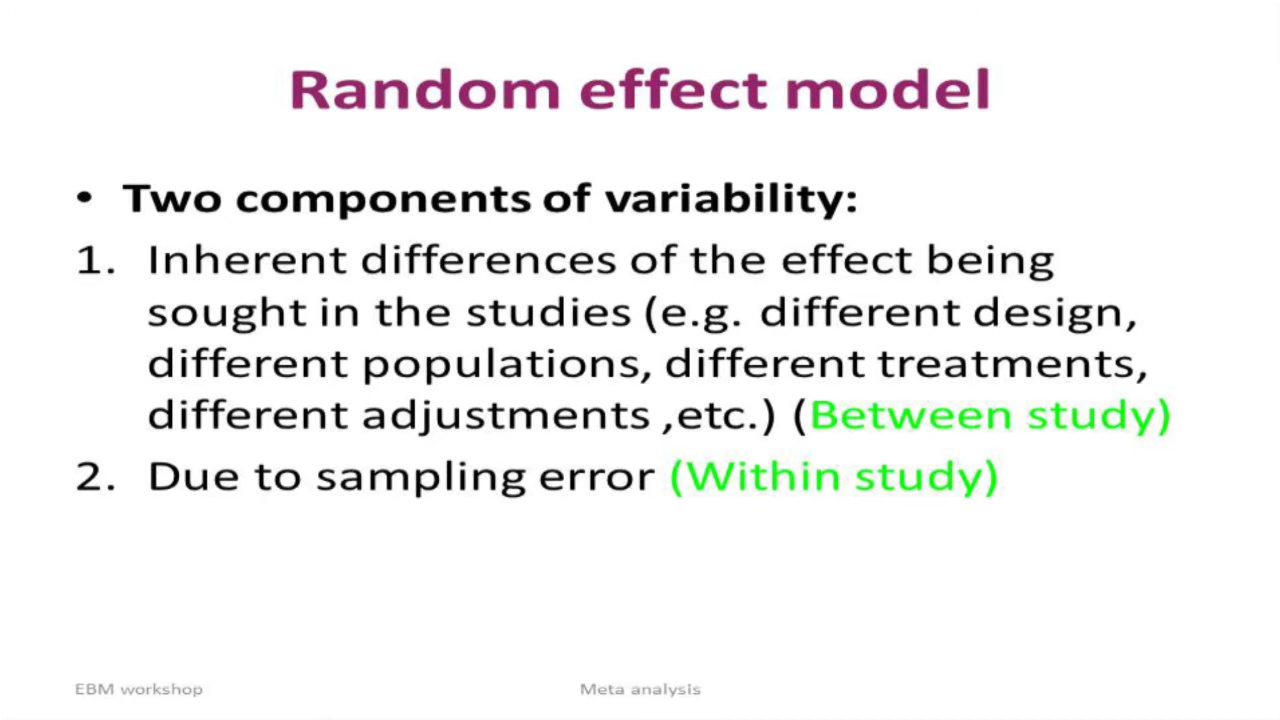 Random effect model
• Two components of variability:
1. Inherent differences of the effect being
sought in the studies (e.g. different design,
different populations, different treatments,
different adjustments ,etc.) (Between study)
2. Due to sampling error (Within study)
EBM workshop
Meta analysis